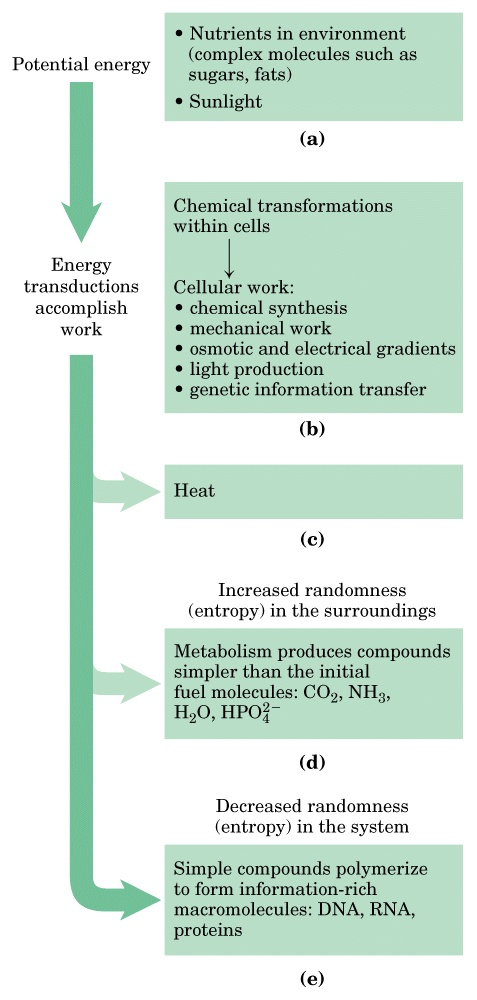 Potential energy
• Nutrients in environment
(complex molecules such as
sugars, fats)
• Sunlight
(a)
Energy
transductions
accomplish
work
Chemical transformations
within cells
Cellular work:
• chemical synthesis
• mechanical work
• osmotic and electrical gradients
• light production
• genetic information transfer
(b)
Heat
(c)
Increased randomness
(entropy) in the surroundings
Metabolism produces compounds
simpler than the initial
fuel molecules: CO₂, NH₃,
H₂O, HPO₄²⁻
(d)
Decreased randomness
(entropy) in the system
Simple compounds polymerize
to form information-rich
macromolecules: DNA, RNA,
proteins
(e)